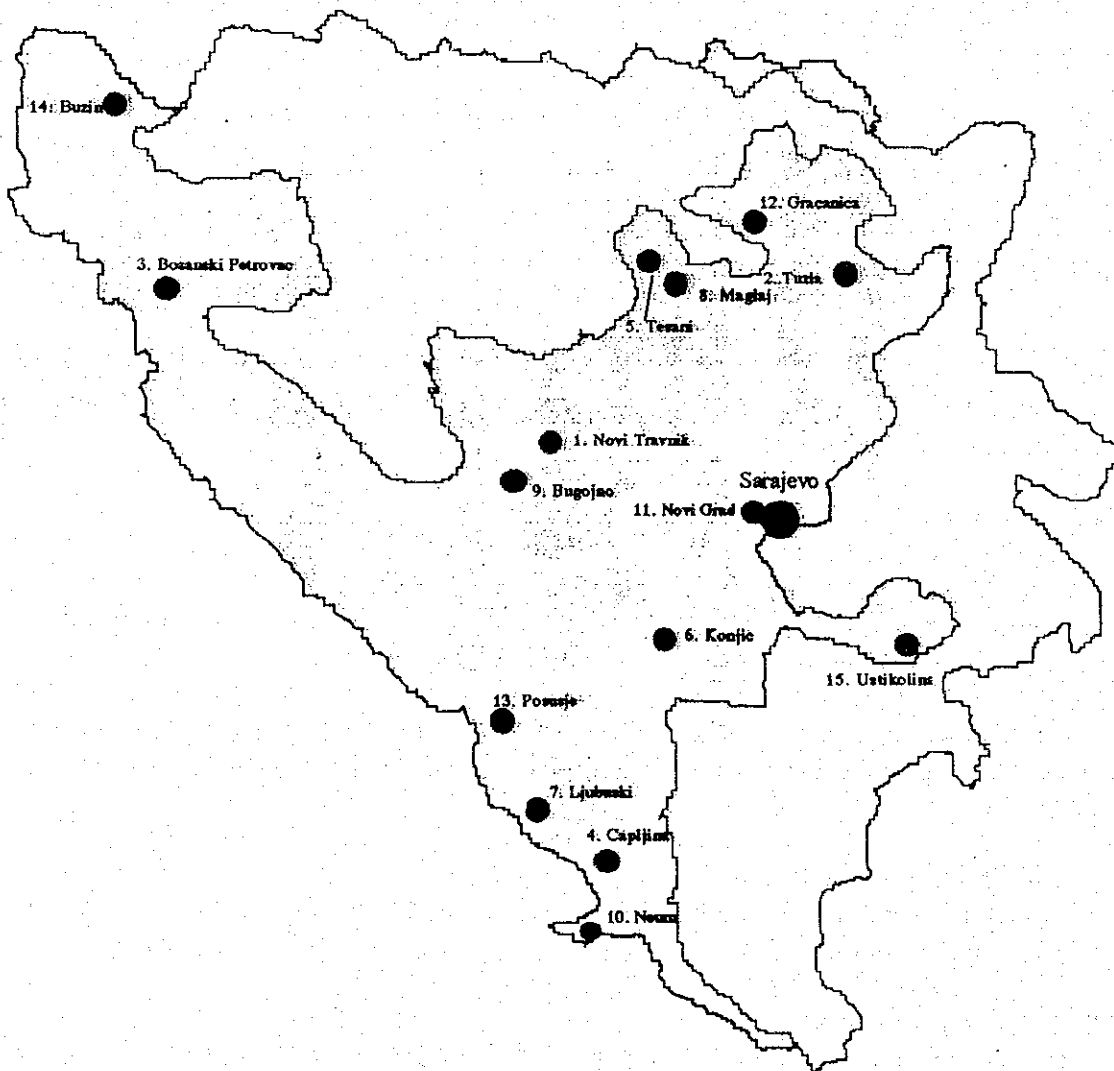 14. Buzin
12. Gracanica
3. Bosanski Petrovac
2. Tuzla
8. Maglaj
5. Tesanj
1. Novi Travnik
9. Bugojno
Sarajevo
11. Novi Grad
6. Konjic
15. Ustikolina
13. Posusje
7. Ljubuski
4. Capljina
10. Neum